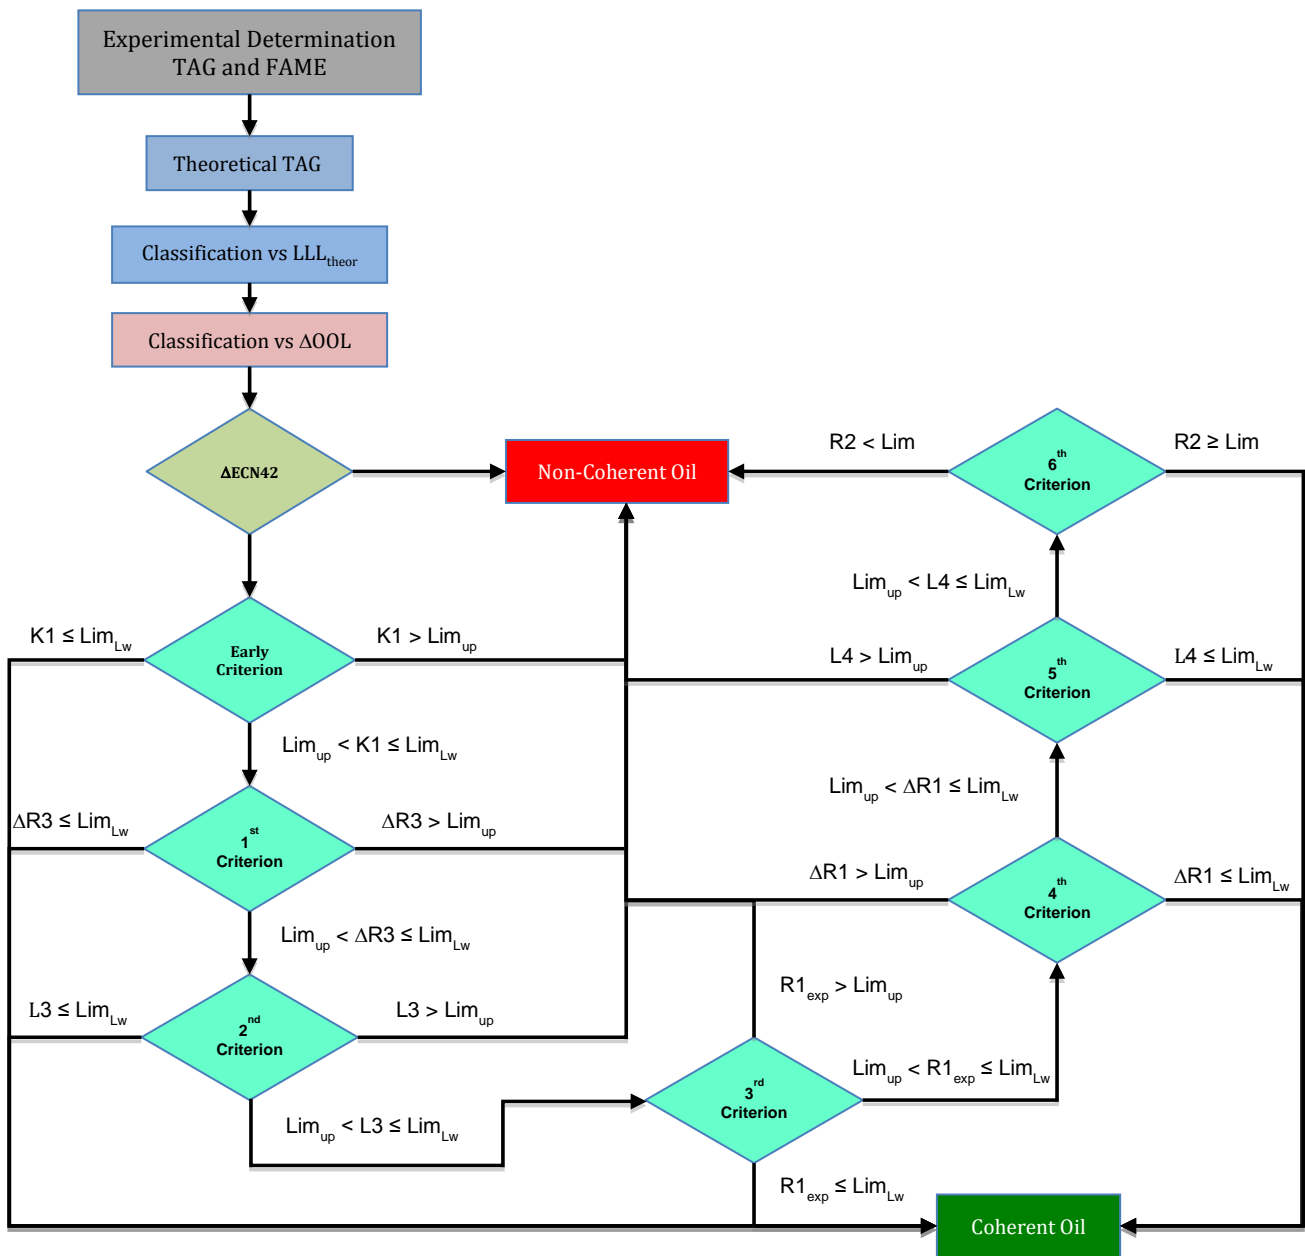 Experimental Determination
TAG and FAME
Theoretical TAG
Classification vs LLLtheor
Classification vs ΔOOL
ΔECN42
Non-Coherent Oil
R2 < Lim
6th
Criterion
R2 ≥ Lim
Limup < L4 ≤ LimLw
K1 ≤ LimLw
Early
Criterion
K1 > Limup
L4 > Limup
5th
Criterion
L4 ≤ LimLw
Limup < K1 ≤ LimLw
Limup < ΔR1 ≤ LimLw
ΔR3 ≤ LimLw
1st
Criterion
ΔR3 > Limup
ΔR1 > Limup
4th
Criterion
ΔR1 ≤ LimLw
Limup < ΔR3 ≤ LimLw
R1exp > Limup
L3 ≤ LimLw
2nd
Criterion
L3 > Limup
Limup < R1exp ≤ LimLw
3rd
Criterion
Limup < L3 ≤ LimLw
R1exp ≤ LimLw
Coherent Oil